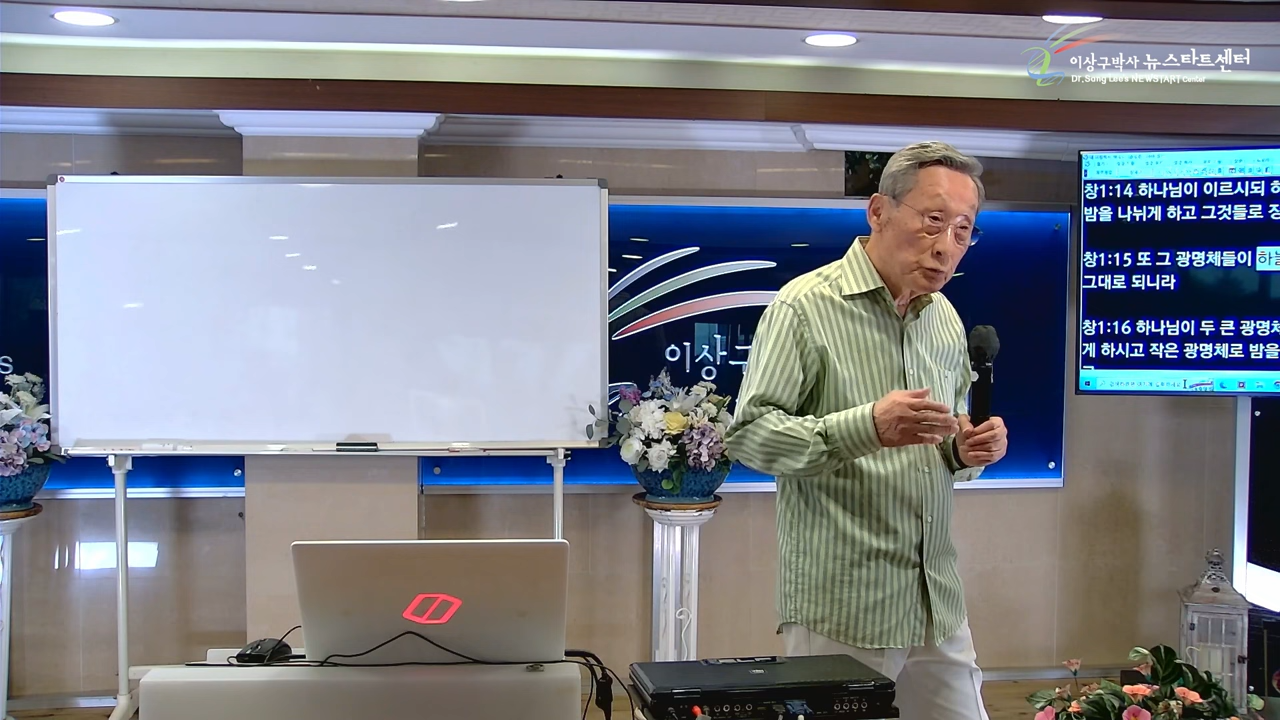 이상구박사 뉴스타트센터
Dr. Sang Lee's NEWSTART Center
창1:14 하나님이 이르시되
밤을 나뉘게 하고 그것들로
창1:15 또 그 광명체들이 하늘
그대로 되니라
창1:16 하나님이 두 큰 광명체
게 하시고 작은 광명체로 밤을
이상구
S